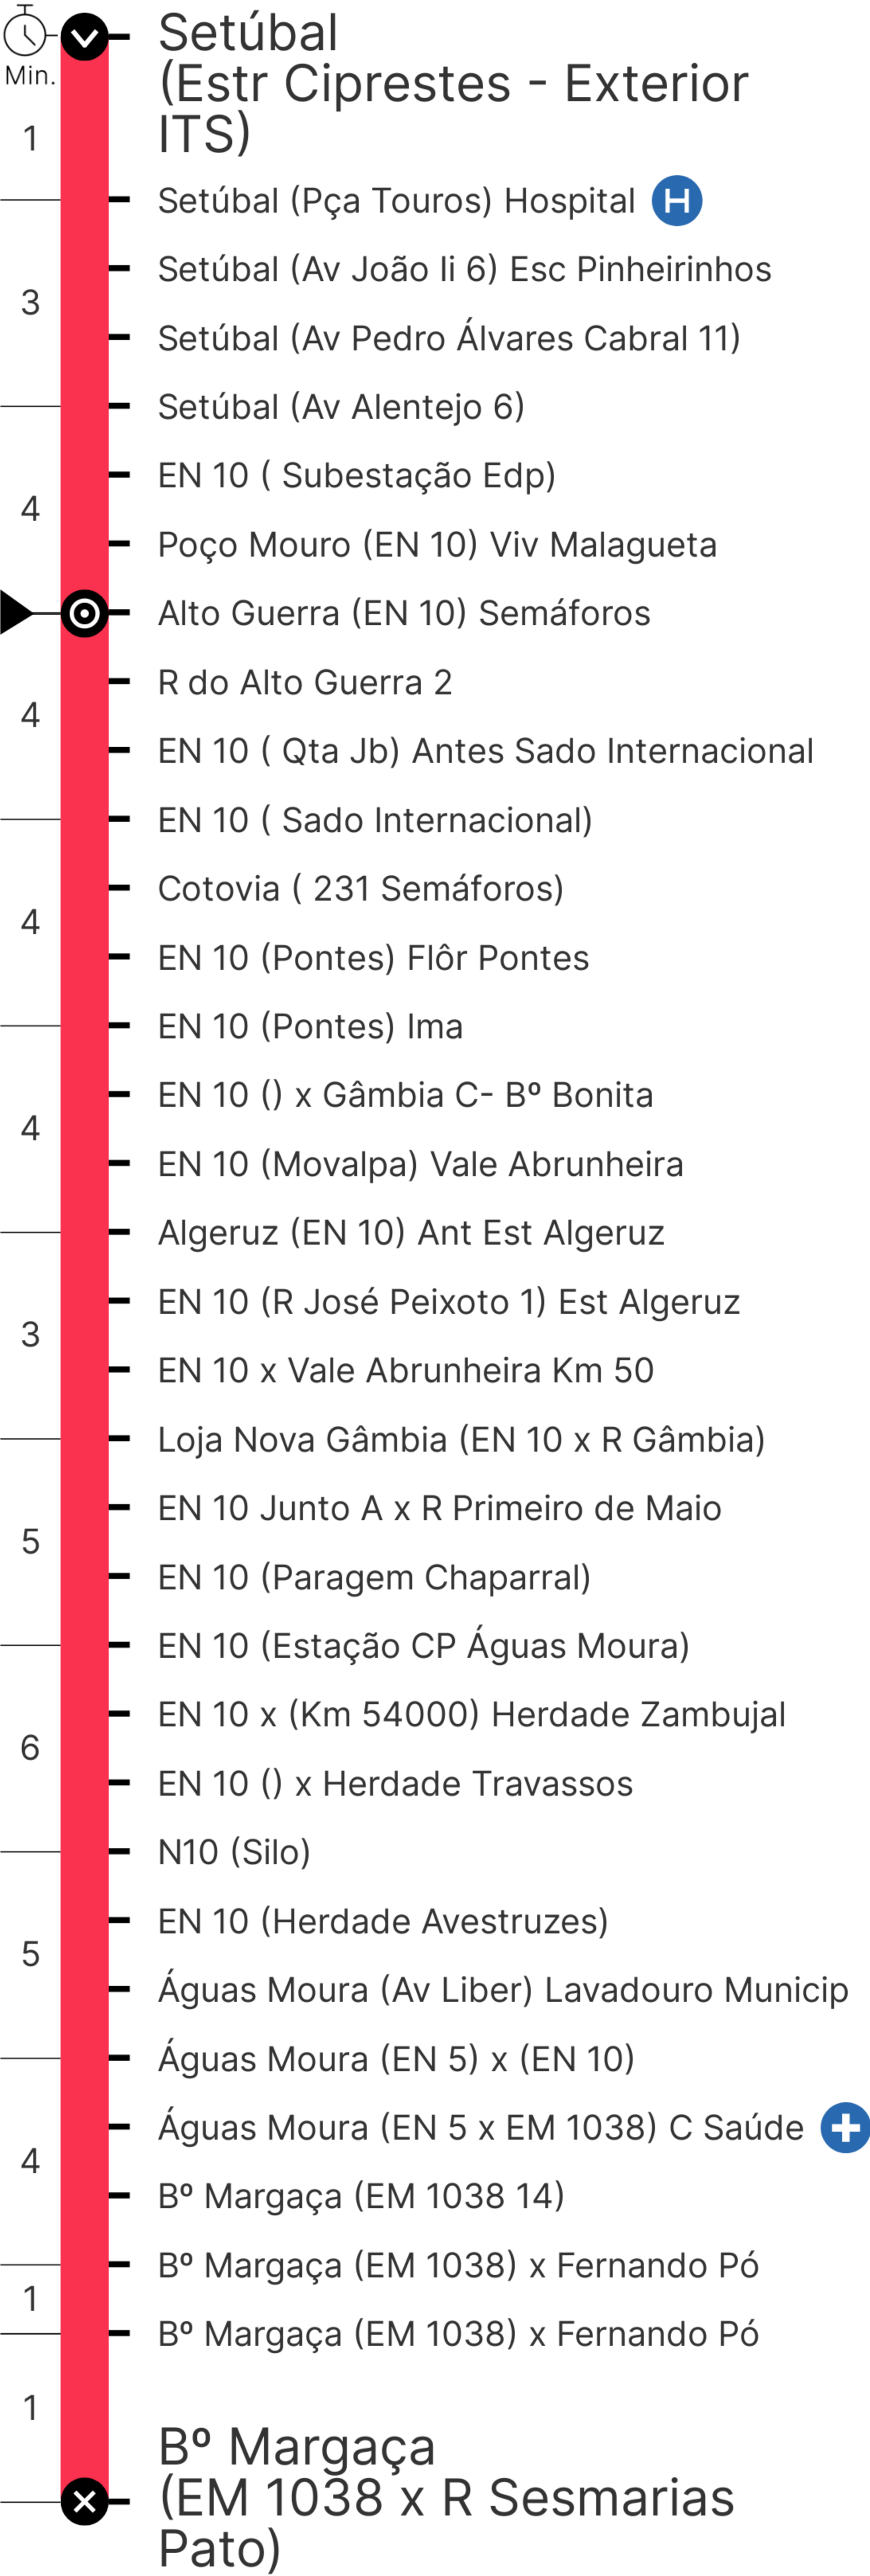 Setúbal
(Estr Ciprestes - Exterior
ITS)
Min.
1
Setúbal (Pça Touros) Hospital H
Setúbal (Av João Ii 6) Esc Pinheirinhos
3
Setúbal (Av Pedro Álvares Cabral 11)
Setúbal (Av Alentejo 6)
EN 10 ( Subestação Edp)
4
Poço Mouro (EN 10) Viv Malagueta
Alto Guerra (EN 10) Semáforos
R do Alto Guerra 2
4
EN 10 ( Qta Jb) Antes Sado Internacional
EN 10 ( Sado Internacional)
Cotovia ( 231 Semáforos)
4
EN 10 (Pontes) Flôr Pontes
EN 10 (Pontes) Ima
EN 10 () x Gâmbia C- Bº Bonita
4
EN 10 (Movalpa) Vale Abrunheira
Algeruz (EN 10) Ant Est Algeruz
EN 10 (R José Peixoto 1) Est Algeruz
3
EN 10 x Vale Abrunheira Km 50
Loja Nova Gâmbia (EN 10 x R Gâmbia)
EN 10 Junto A x R Primeiro de Maio
5
EN 10 (Paragem Chaparral)
EN 10 (Estação CP Águas Moura)
EN 10 x (Km 54000) Herdade Zambujal
6
EN 10 () x Herdade Travassos
N10 (Silo)
EN 10 (Herdade Avestruzes)
5
Águas Moura (Av Liber) Lavadouro Municip
Águas Moura (EN 5) x (EN 10)
Águas Moura (EN 5 x EM 1038) C Saúde
4
Bº Margaça (EM 1038 14)
Bº Margaça (EM 1038) x Fernando Pó
1
Bº Margaça (EM 1038) x Fernando Pó
1
Bº Margaça
(EM 1038 x R Sesmarias
Pato)